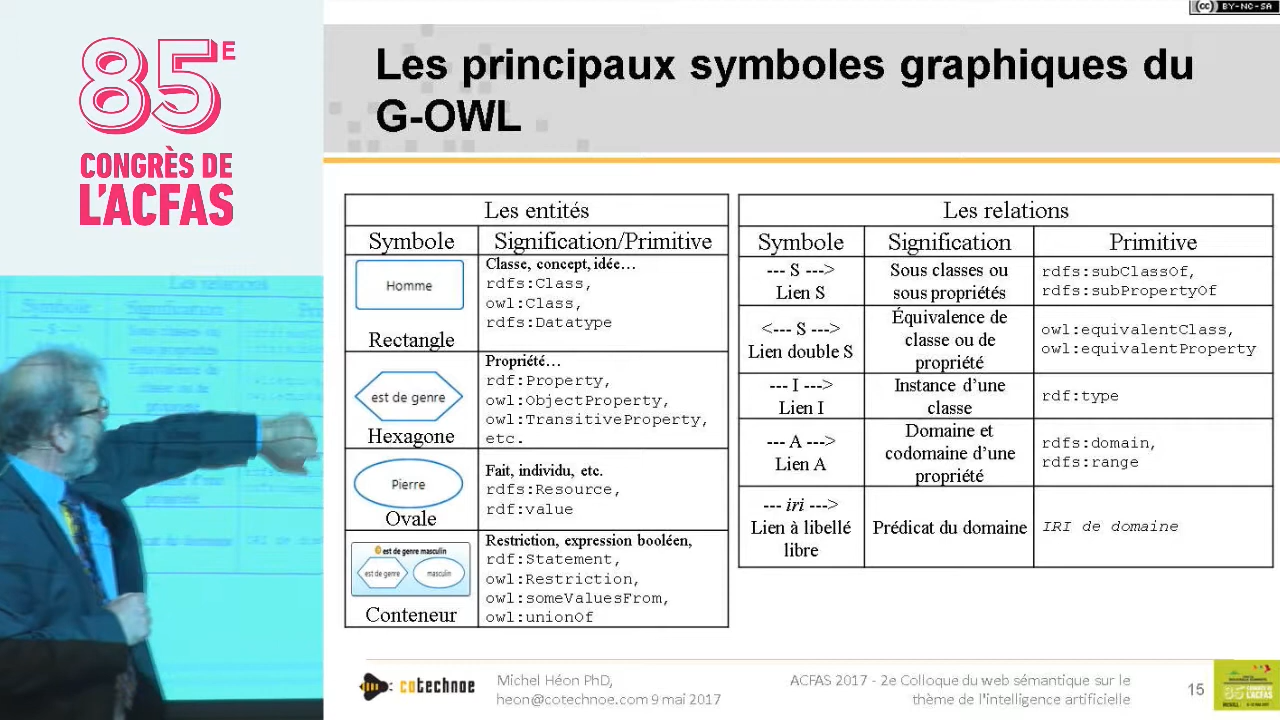 BY-NC-SA
85E
CONGRÈS DE
L'ACFAS
Les principaux symboles graphiques du
G-OWL
Les entités
Symbole
Signification/Primitive
Homme
Rectangle
Classe, concept, idée…
rdfs:Class,
owl:Class,
rdfs:Datatype
est de genre
Hexagone
Propriété…
rdf:Property,
owl:ObjectProperty,
owl:TransitiveProperty,
etc.
Pierre
Ovale
Fait, individu, etc.
rdfs:Resource,
rdf:value
est de genre masculin
est de genre
masculin
Conteneur
Restriction, expression booléen,
rdf:Statement,
owl:Restriction,
owl:someValuesFrom,
owl:unionOf
Les relations
Symbole
Signification
Primitive
--- S --->
Lien S
Sous classes ou
sous propriétés
rdfs:subClassOf,
rdfs:subPropertyOf
<--- S --->
Lien double S
Équivalence de
classe ou de
propriété
owl:equivalentClass,
owl:equivalentProperty
--- I --->
Lien I
Instance d'une
classe
rdf:type
--- A --->
Lien A
Domaine et
codomaine d'une
propriété
rdfs:domain,
rdfs:range
--- iri --->
Lien à libellé
libre
Prédicat du domaine
IRI de domaine
cotechnoe
Michel Héon PhD,
heon@cotechnoe.com 9 mai 2017
ACFAS 2017 - 2e Colloque du web sémantique sur le
thème de l'intelligence artificielle
15